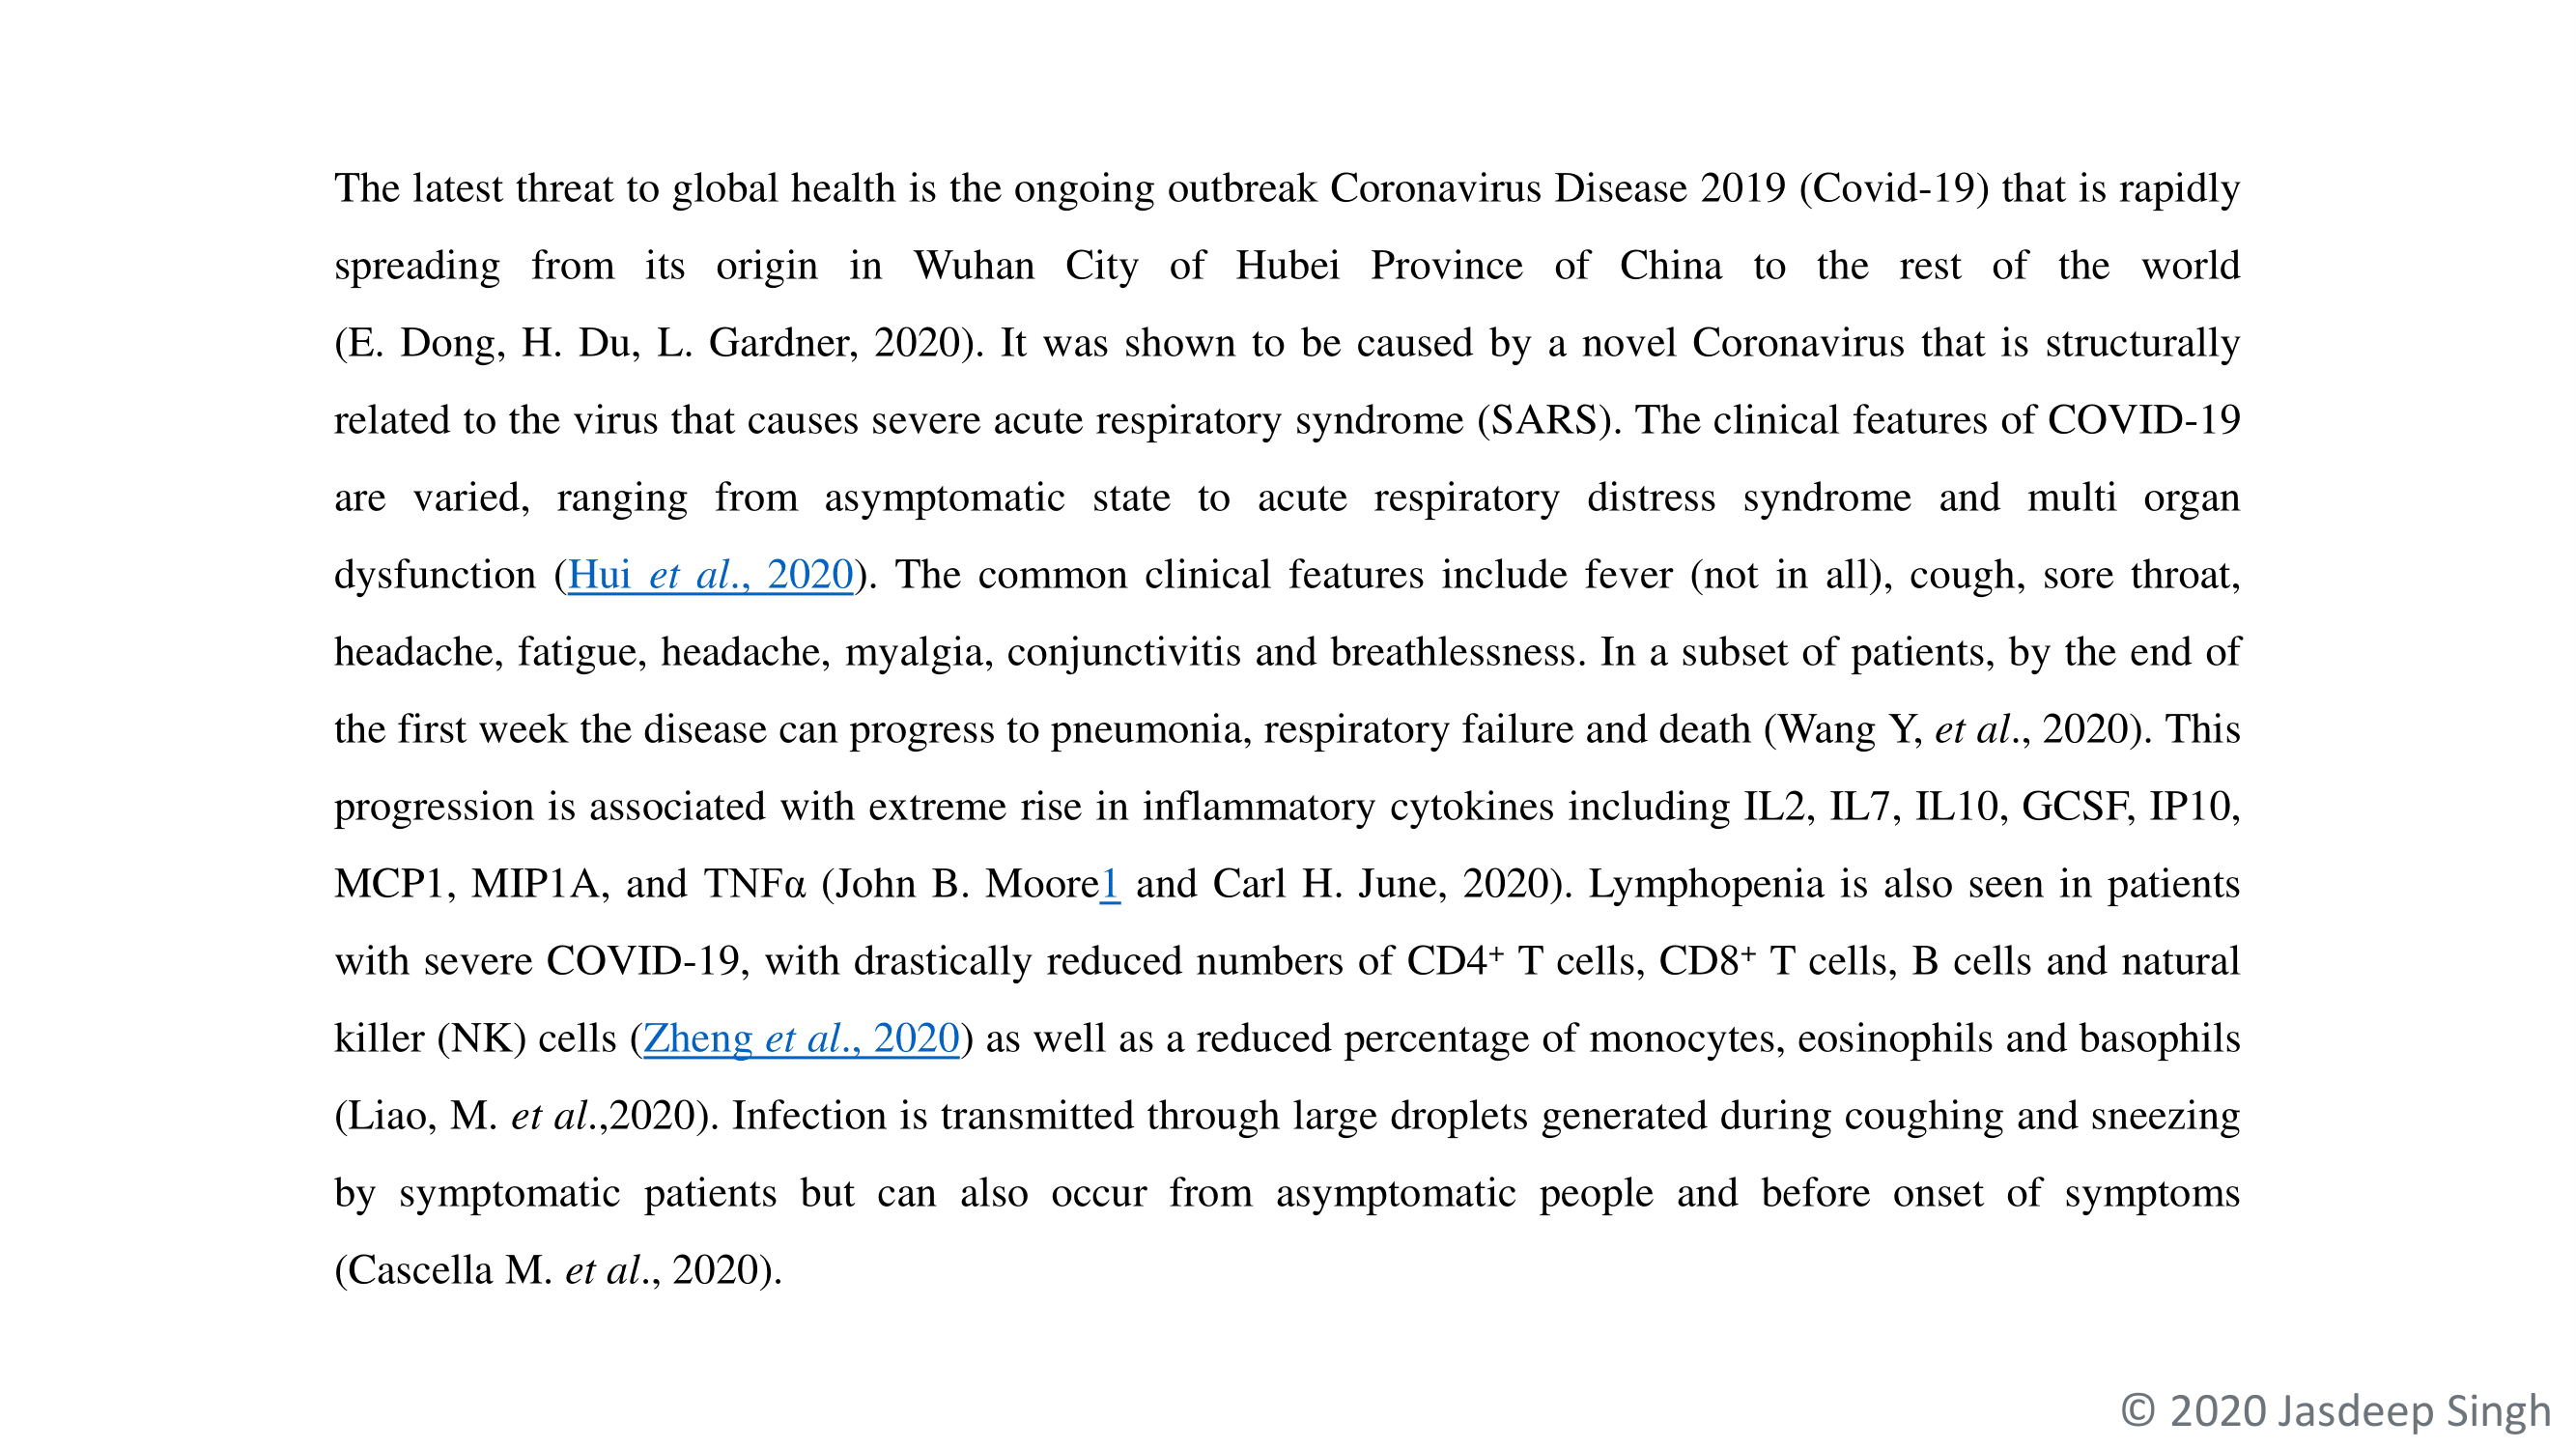 The latest threat to global health is the ongoing outbreak Coronavirus Disease 2019 (Covid-19) that is rapidly
spreading from its origin in Wuhan City of Hubei Province of China to the rest of the world
(E. Dong, H. Du, L. Gardner, 2020). It was shown to be caused by a novel Coronavirus that is structurally
related to the virus that causes severe acute respiratory syndrome (SARS). The clinical features of COVID-19
are varied, ranging from asymptomatic state to acute respiratory distress syndrome and multi organ
dysfunction (Hui et al., 2020). The common clinical features include fever (not in all), cough, sore throat,
headache, fatigue, headache, myalgia, conjunctivitis and breathlessness. In a subset of patients, by the end of
the first week the disease can progress to pneumonia, respiratory failure and death (Wang Y, et al., 2020). This
progression is associated with extreme rise in inflammatory cytokines including IL2, IL7, IL10, GCSF, IP10,
MCP1, MIP1A, and TNFα (John B. Moore1 and Carl H. June, 2020). Lymphopenia is also seen in patients
with severe COVID-19, with drastically reduced numbers of CD4⁺ T cells, CD8⁺ T cells, B cells and natural
killer (NK) cells (Zheng et al., 2020) as well as a reduced percentage of monocytes, eosinophils and basophils
(Liao, M. et al.,2020). Infection is transmitted through large droplets generated during coughing and sneezing
by symptomatic patients but can also occur from asymptomatic people and before onset of symptoms
(Cascella M. et al., 2020).
© 2020 Jasdeep Singh